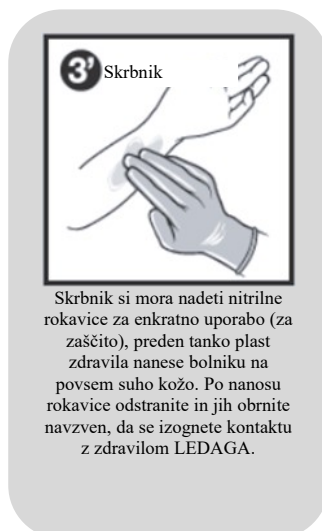 3’ Skrbnik
Skrbnik si mora nadeti nitrilne
rokavice za enkratno uporabo (za
zaščito), preden tanko plast
zdravila nanese bolniku na
povsem suho kožo. Po nanosu
rokavice odstranite in jih obrnite
navzven, da se izognete kontaktu
z zdravilom LEDAGA.